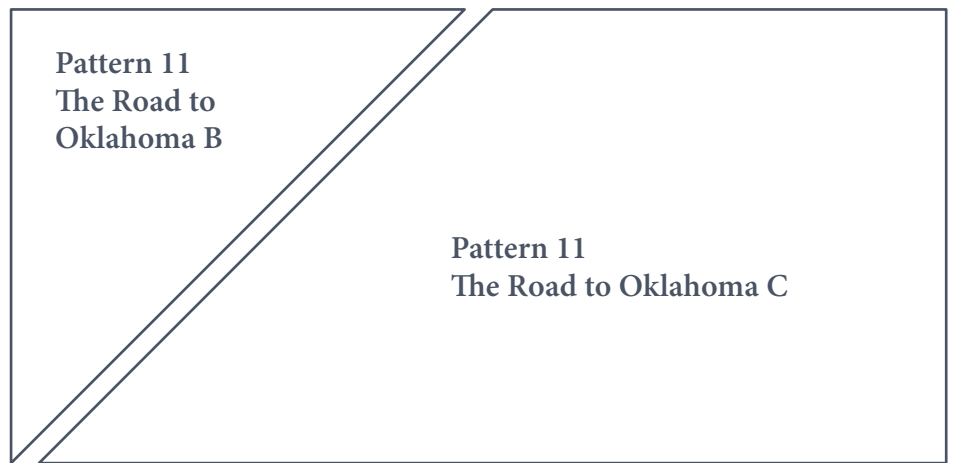 Pattern 11
The Road to
Oklahoma B
Pattern 11
The Road to Oklahoma C